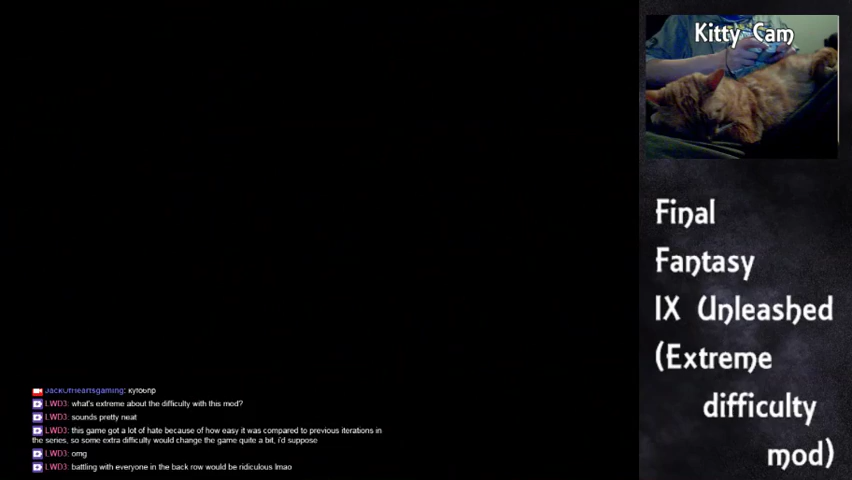 Kitty Cam
Final
Fantasy
IX Unleashed
(Extreme
difficulty
mod)
JackOfHeartsgaming:
LWD3: what's extreme about the difficulty with this mod?
LWD3: sounds pretty neat
LWD3: this game got a lot of hate because of how easy it was compared to previous iterations in
the series, so some extra difficulty would change the game quite a bit, i'd suppose
LWD3: omg
LWD3: battling with everyone in the back row would be ridiculous lmao